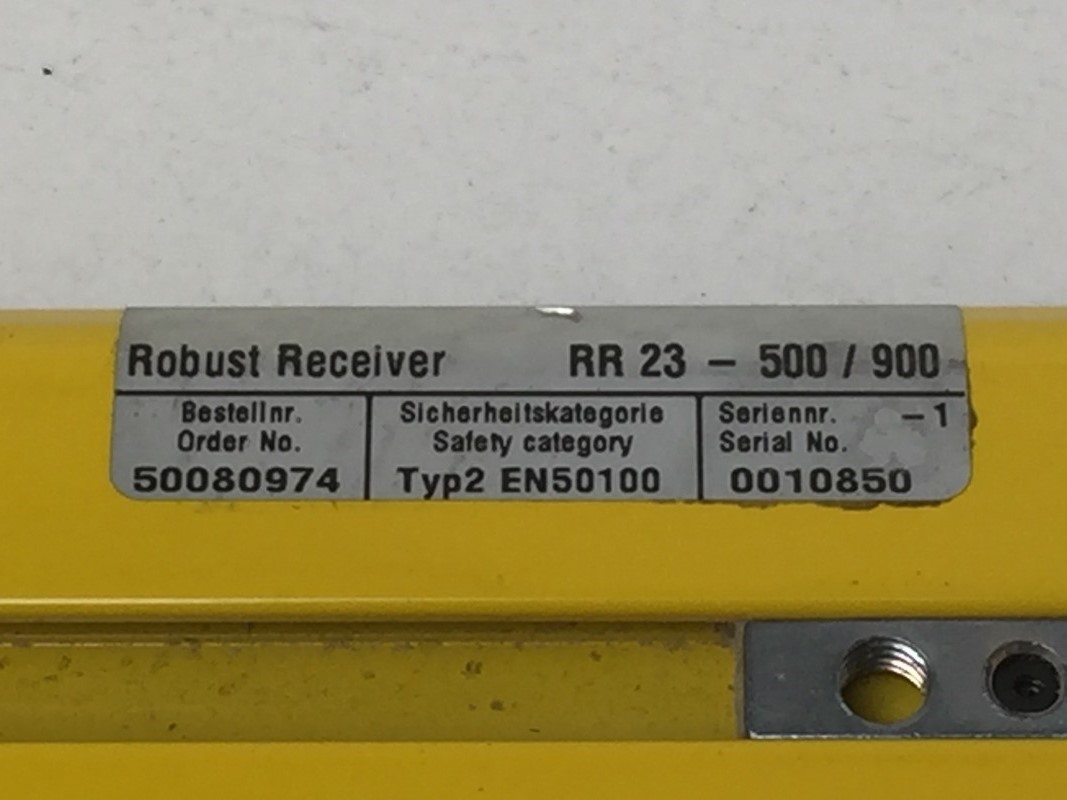 Robust Receiver RR 23 - 500 / 900
Bestellnr.
Order No.
50080974
Sicherheitskategorie
Safety category
Typ2 EN50100
Seriennr. -1
Serial No.
0010850